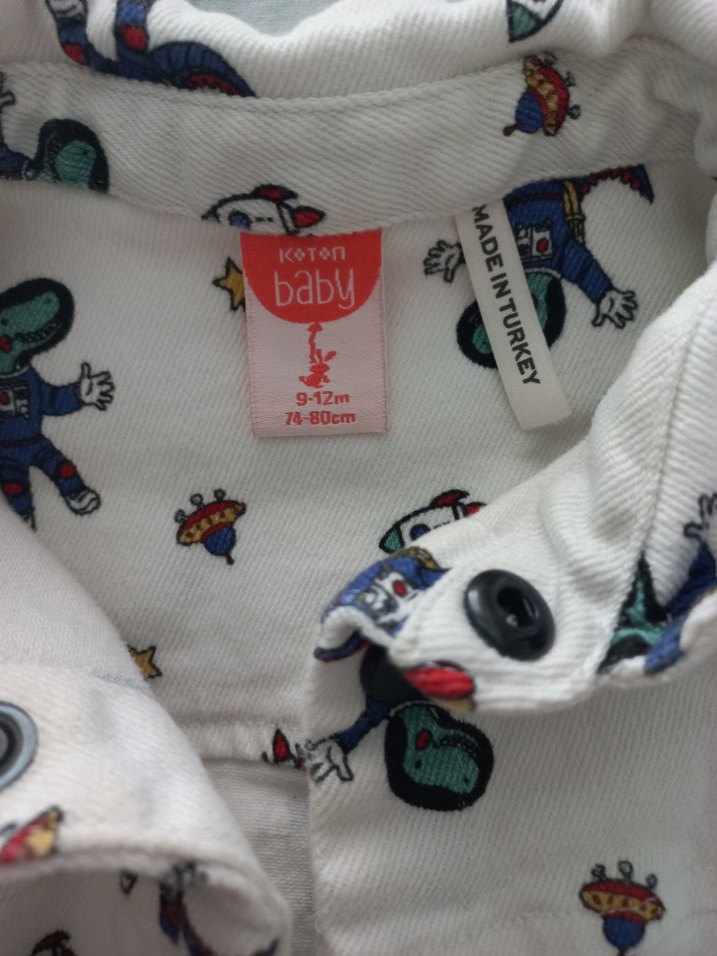 KOTON
baby
9-12m
74-80cm
MADE IN TURKEY